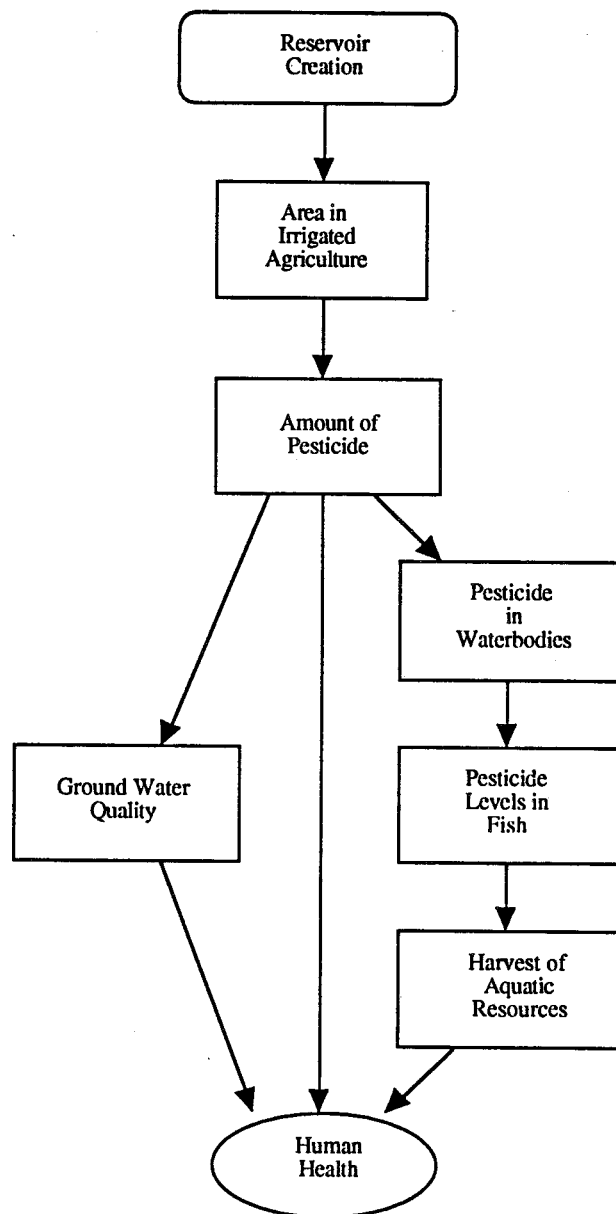 Reservoir
Creation
Area in
Irrigated
Agriculture
Amount of
Pesticide
Pesticide
in
Waterbodies
Ground Water
Quality
Pesticide
Levels in
Fish
Harvest of
Aquatic
Resources
Human
Health